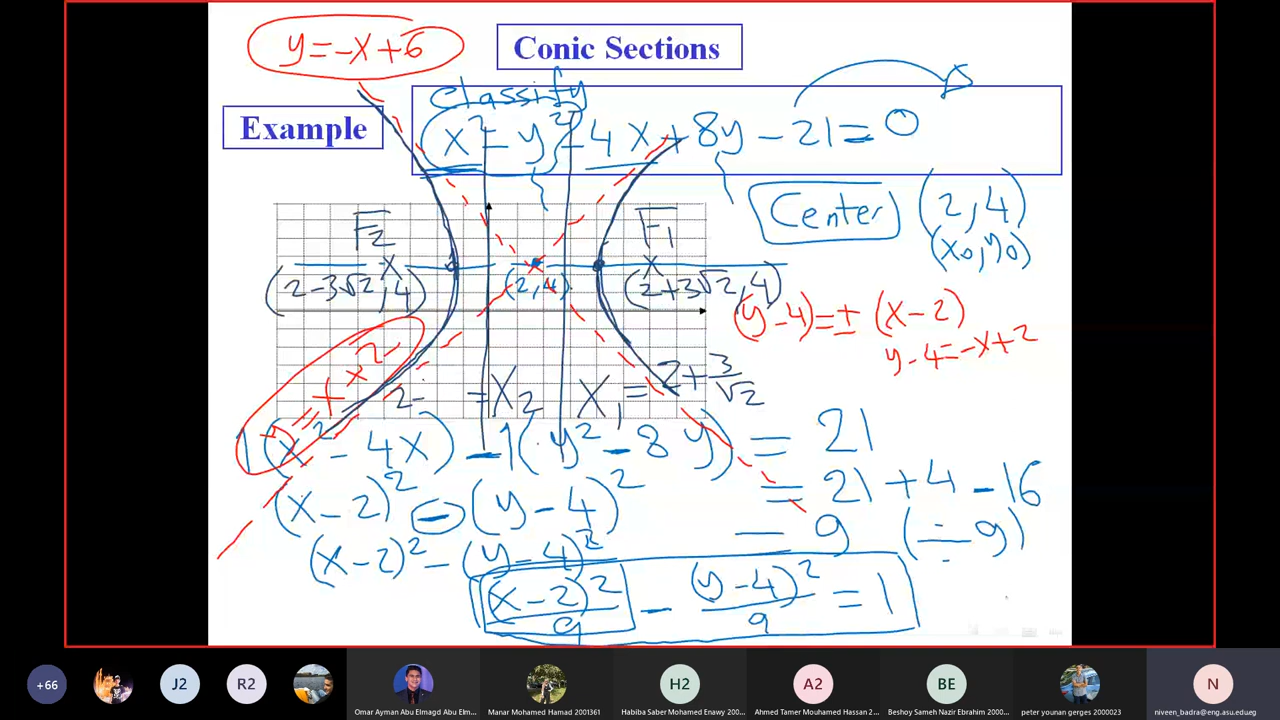 y=-x+6
Conic Sections
classify
Example
x²-y²-4x+8y-21=0
Center (2,4)
(x0,y0)
F2
F1
(2-3√2,4)
(2,4)
(2+3√2,4)
(y-4)=±(x-2)
y-4=-x+2
2-
=X2
X1=2+3/√2
1(x²-4x)-1(y²-8y)=21
(x-2)²-(y-4)²=21+4-16
(x-2)²-(y-4)²=9 (÷9)
(x-2)²/9-(y-4)²/9=1
+66
J2
R2
H2
A2
BE
N
Omar Ayman Abu Elmagd Abu Elm...
Manar Mohamed Hamad 2001361
Habiba Saber Mohamed Enawy 200...
Ahmed Tamer Mouhamed Hassan 2...
Beshoy Sameh Nazir Ebrahim 2000...
peter younan gerges 2000023
niveen_badra@eng.asu.edu.eg